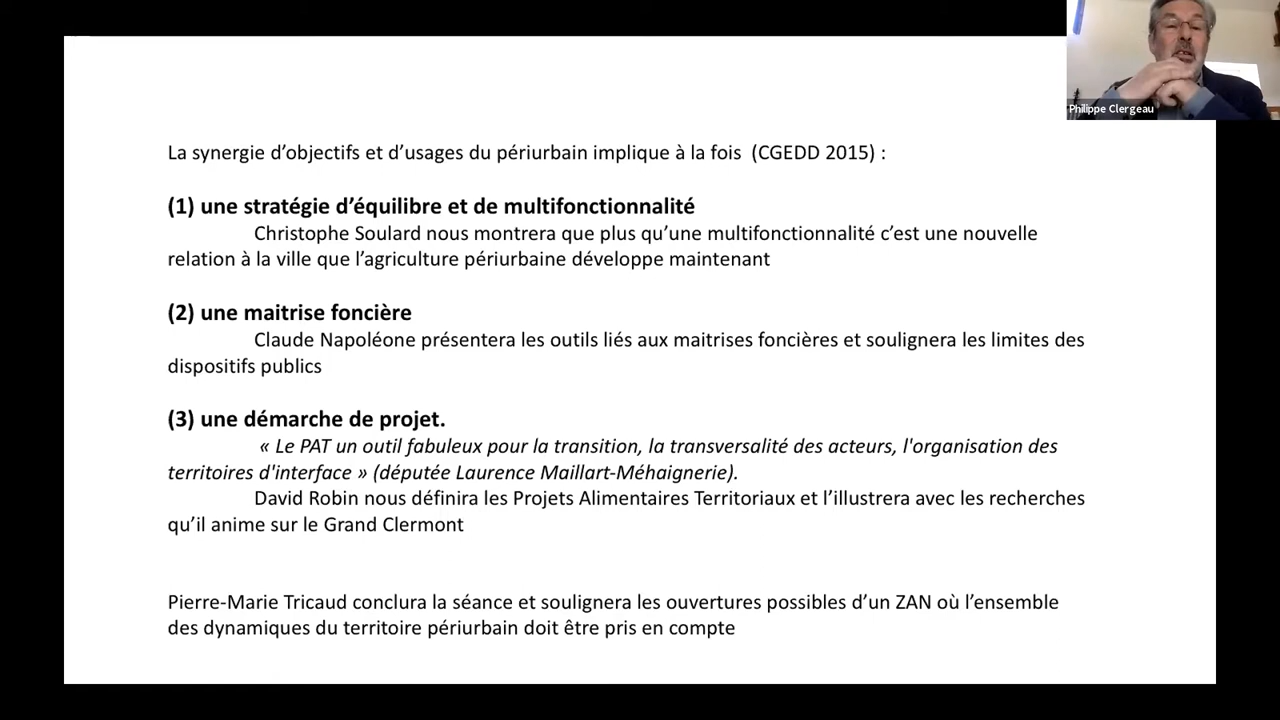 Philippe Clergeau
La synergie d'objectifs et d'usages du périurbain implique à la fois (CGEDD 2015) :
(1) une stratégie d'équilibre et de multifonctionnalité
Christophe Soulard nous montrera que plus qu'une multifonctionnalité c'est une nouvelle
relation à la ville que l'agriculture périurbaine développe maintenant
(2) une maitrise foncière
Claude Napoléone présentera les outils liés aux maitrises foncières et soulignera les limites des
dispositifs publics
(3) une démarche de projet.
« Le PAT un outil fabuleux pour la transition, la transversalité des acteurs, l'organisation des
territoires d'interface » (députée Laurence Maillart-Méhaignerie).
David Robin nous définira les Projets Alimentaires Territoriaux et l'illustrera avec les recherches
qu'il anime sur le Grand Clermont
Pierre-Marie Tricaud conclura la séance et soulignera les ouvertures possibles d'un ZAN où l'ensemble
des dynamiques du territoire périurbain doit être pris en compte